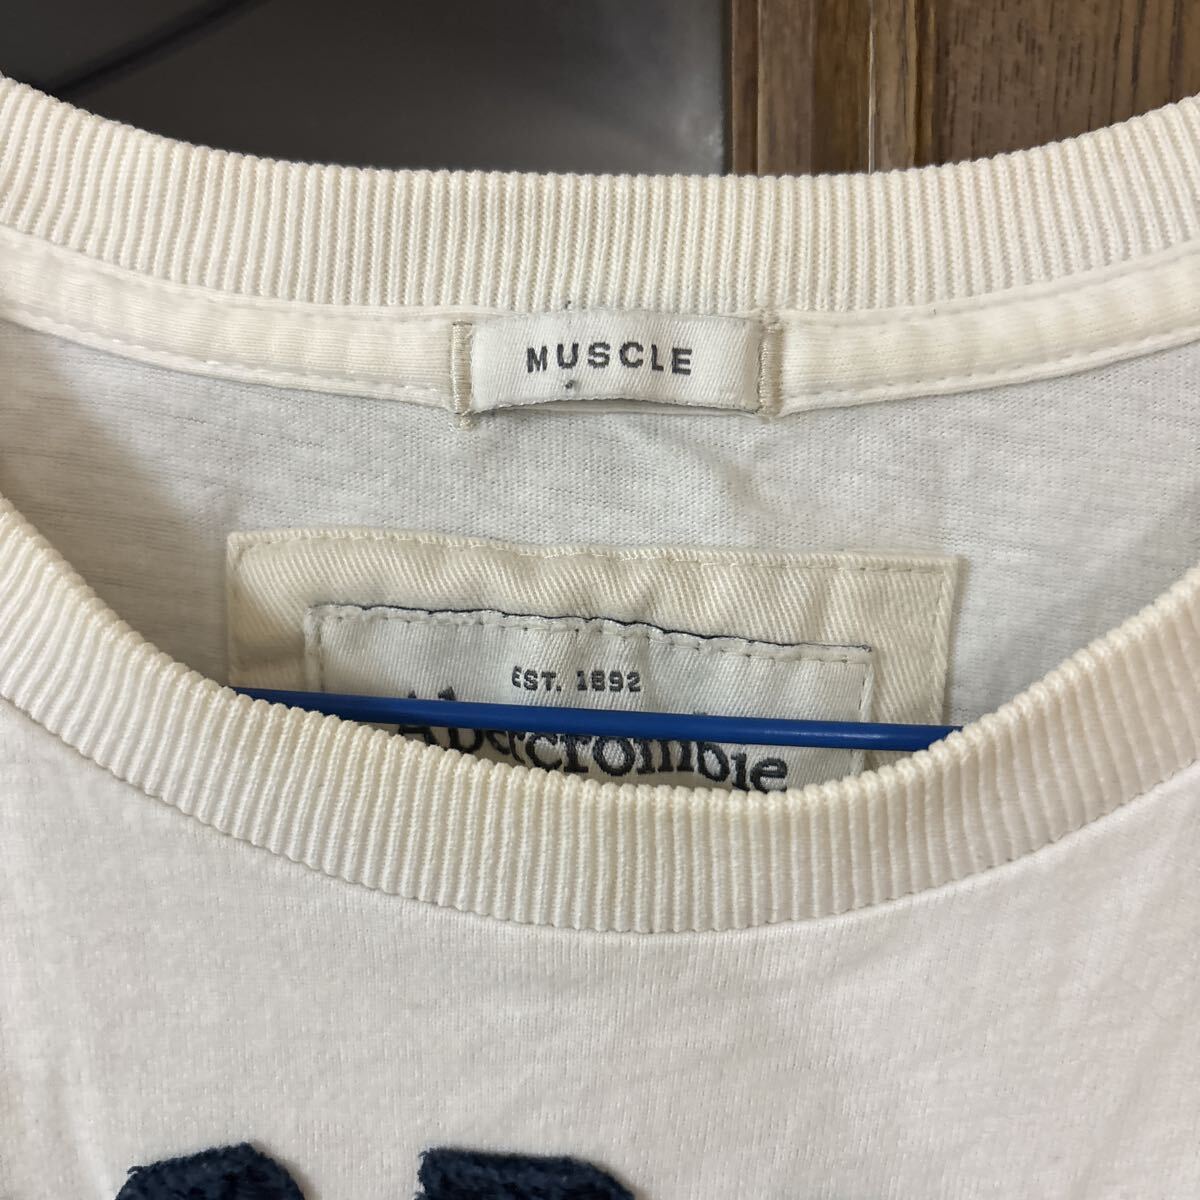 MUSCLE
EST. 1892
Abercrombie